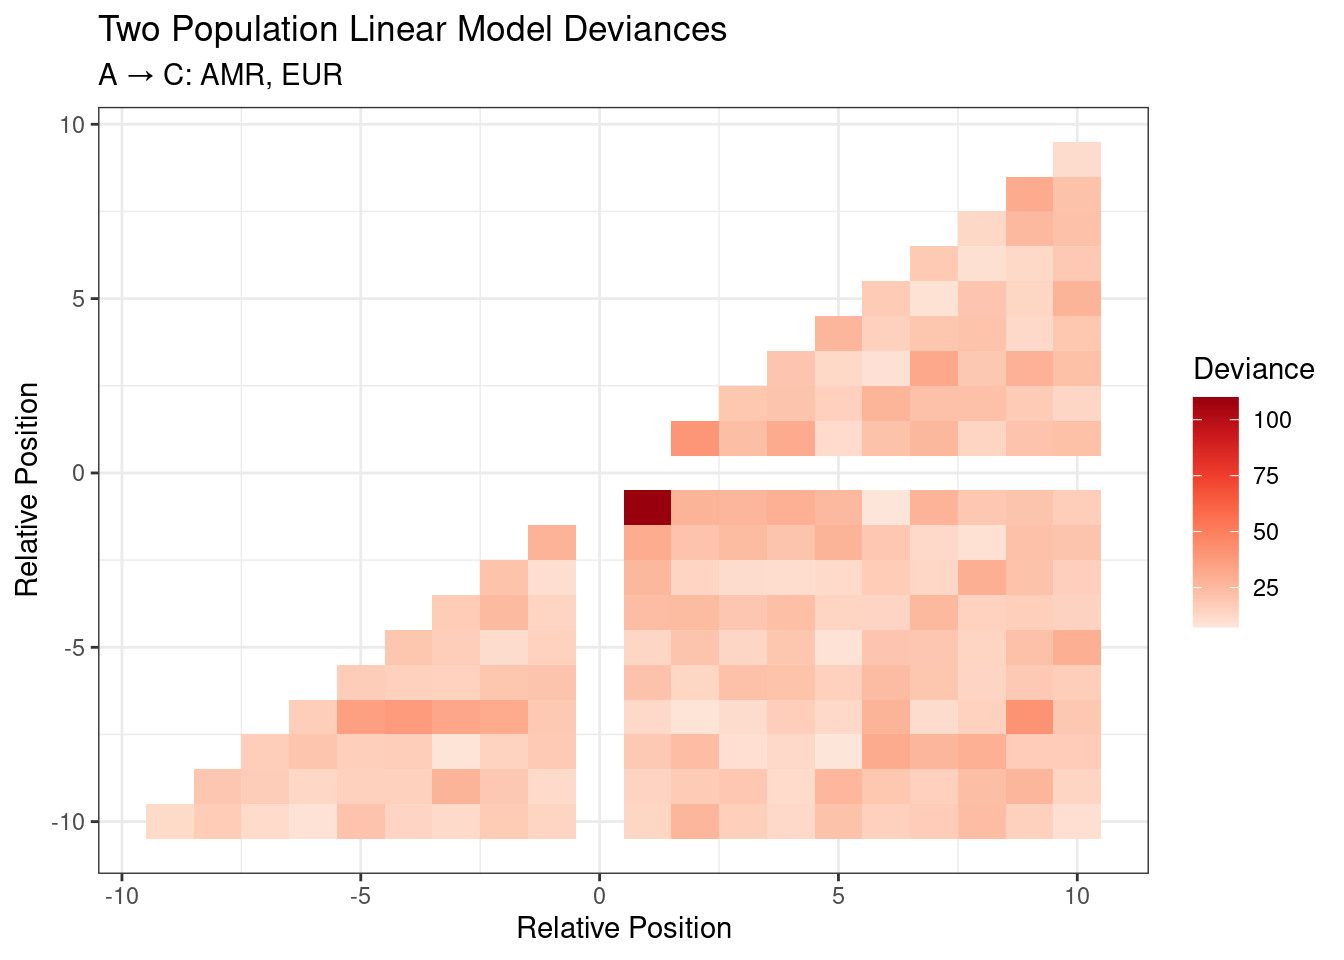 Two Population Linear Model Deviances
A → C: AMR, EUR
10
5
0
-5
-10
Relative Position
-10 -5 0 5 10
Relative Position
Deviance
100
75
50
25